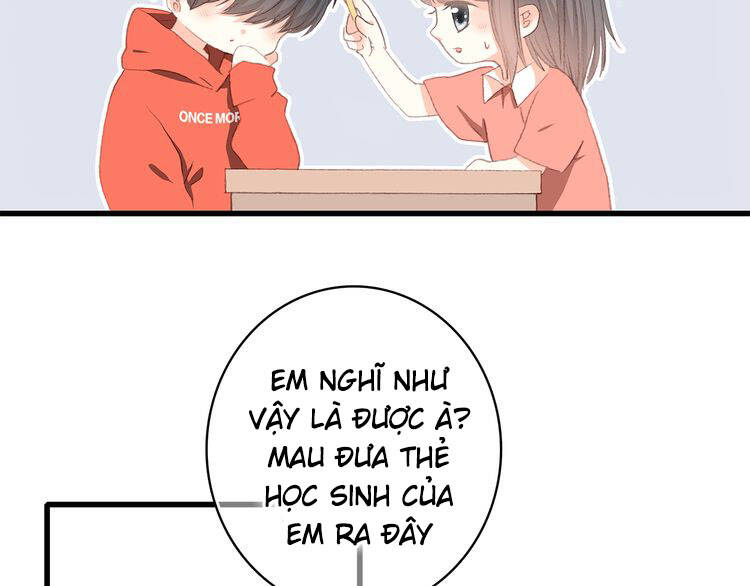 ONCE MOR
EM NGHĨ NHƯ
VẬY LÀ ĐƯỢC À?
MAU ĐƯA THẺ
HỌC SINH CỦA
EM RA ĐÂY